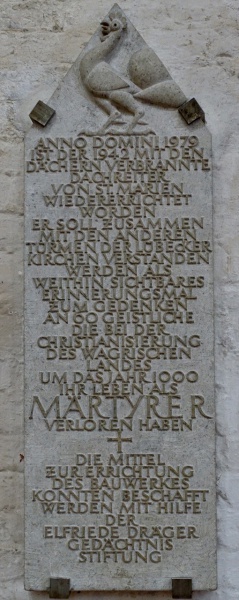 ANNO DOMINI 1979
IST DER 1942 MIT DEN
DÄCHERN VERBRANNTE
DACHREITER
VON ST. MARIEN
WIEDERERRICHTET
WORDEN
ER SOLL ZUSAMMEN
MIT DEN ANDEREN
TÜRMEN DER LÜBECKER
KIRCHEN VERSTANDEN
WERDEN ALS
WEITHIN SICHTBARES
ERINNERUNGSMAL
ZUM GEDENKEN
AN 60 GEISTLICHE
DIE BEI DER
CHRISTIANISIERUNG
DES WAGRISCHEN
LANDES
UM DAS JAHR 1000
IHR LEBEN ALS
MÄRTYRER
VERLOREN HABEN
DIE MITTEL
ZUR ERRICHTUNG
DES BAUWERKES
KONNTEN BESCHAFFT
WERDEN MIT HILFE
DER
ELFRIEDE DRÄGER
GEDÄCHTNIS
STIFTUNG